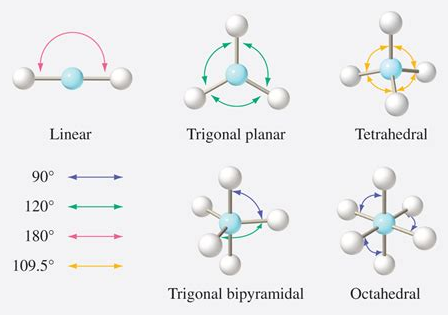 Linear
Trigonal planar
Tetrahedral
90°
120°
180°
109.5°
Trigonal bipyramidal
Octahedral